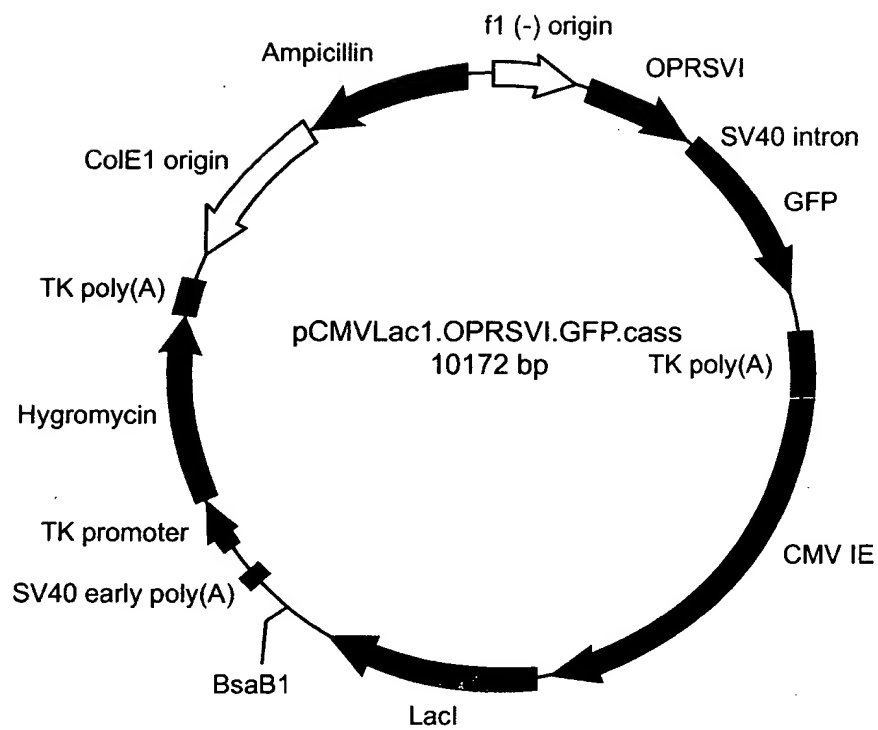 f1 (-) origin
Ampicillin
OPRSVI
SV40 intron
ColE1 origin
GFP
TK poly(A)
pCMVLac1.OPRSVI.GFP.cass
10172 bp
TK poly(A)
Hygromycin
TK promoter
CMV IE
SV40 early poly(A)
BsaB1
LacI